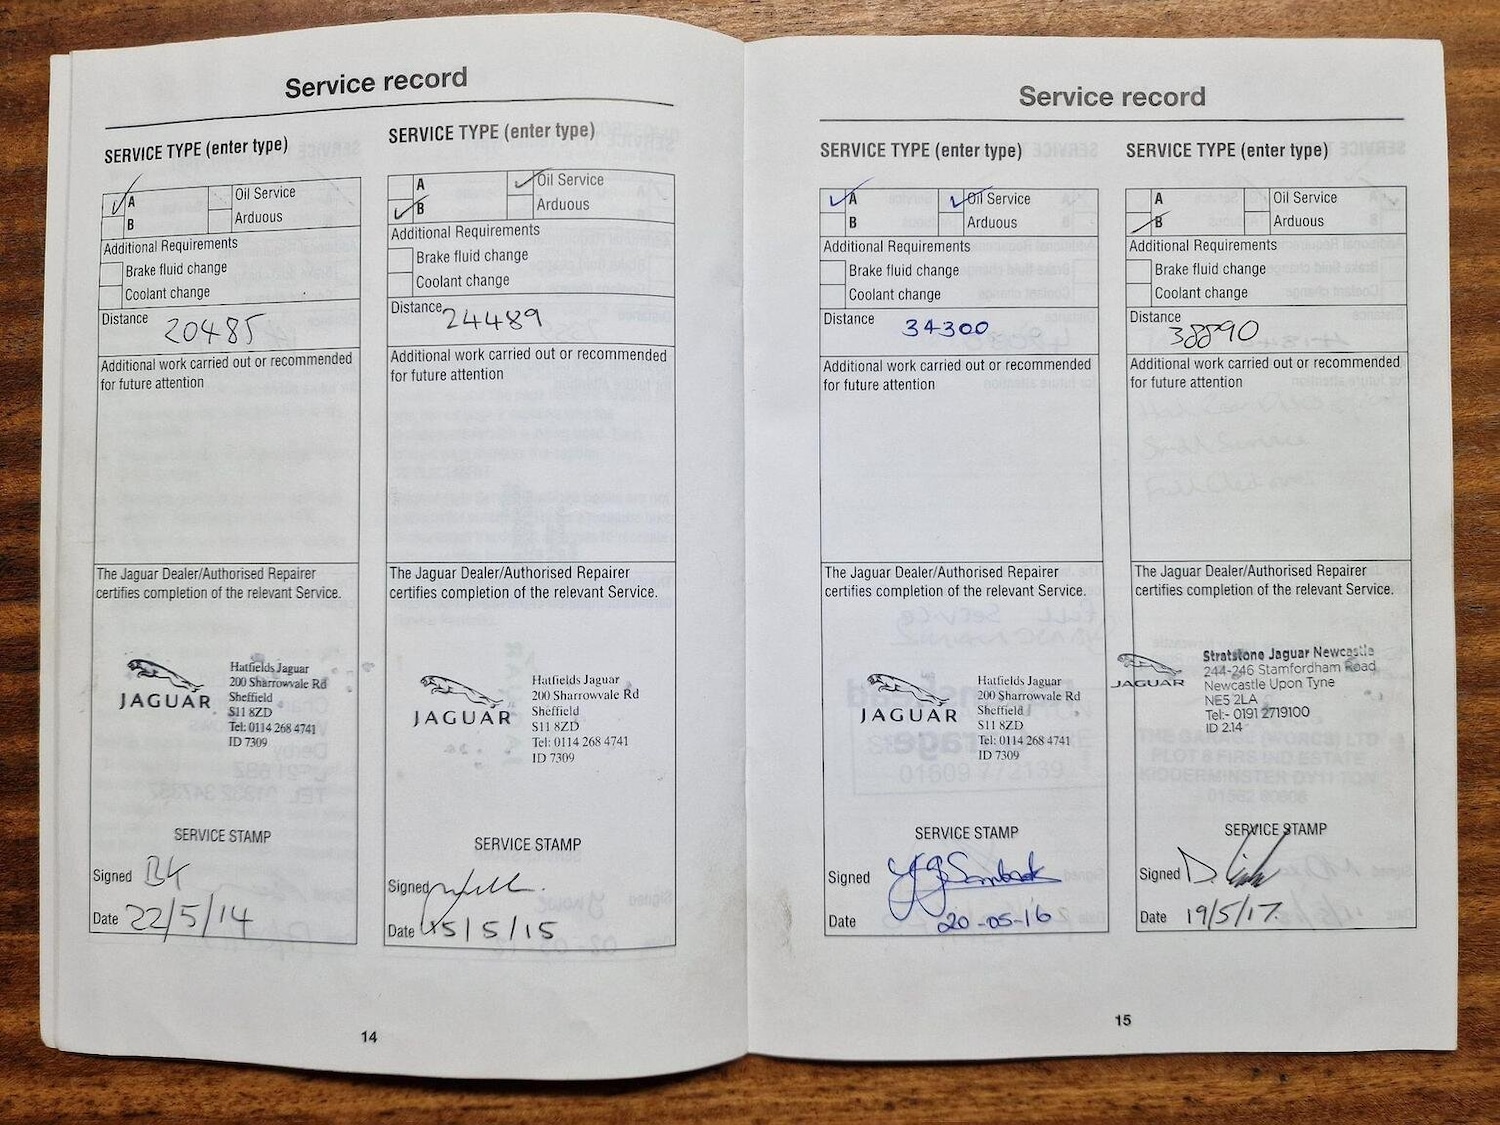 Service record
SERVICE TYPE (enter type)
A
Oil Service
B
Arduous
Additional Requirements
Brake fluid change
Coolant change
Distance 20485
Additional work carried out or recommended
for future attention
The Jaguar Dealer/Authorised Repairer
certifies completion of the relevant Service.
JAGUAR
Hatfields Jaguar
200 Sharrowvale Rd
Sheffield
S11 8ZD
Tel: 0114 268 4741
ID 7309
SERVICE STAMP
Signed BK
Date 22/5/14
SERVICE TYPE (enter type)
A
Oil Service
B
Arduous
Additional Requirements
Brake fluid change
Coolant change
Distance 24489
Additional work carried out or recommended
for future attention
The Jaguar Dealer/Authorised Repairer
certifies completion of the relevant Service.
JAGUAR
Hatfields Jaguar
200 Sharrowvale Rd
Sheffield
S11 8ZD
Tel: 0114 268 4741
ID 7309
SERVICE STAMP
Signed
Date 15/5/15
14
Service record
SERVICE TYPE (enter type)
A
Oil Service
B
Arduous
Additional Requirements
Brake fluid change
Coolant change
Distance 34300
Additional work carried out or recommended
for future attention
The Jaguar Dealer/Authorised Repairer
certifies completion of the relevant Service.
JAGUAR
Hatfields Jaguar
200 Sharrowvale Rd
Sheffield
S11 8ZD
Tel: 0114 268 4741
ID 7309
SERVICE STAMP
Signed
Date 20-05-16
SERVICE TYPE (enter type)
A
Oil Service
B
Arduous
Additional Requirements
Brake fluid change
Coolant change
Distance 38890
Additional work carried out or recommended
for future attention
The Jaguar Dealer/Authorised Repairer
certifies completion of the relevant Service.
JAGUAR
Stratstone Jaguar Newcastle
244-246 Stamfordham Road
Newcastle Upon Tyne
NE5 2LA
Tel:- 0191 2719100
ID 2.14
SERVICE STAMP
Signed D.
Date 19/5/17.
15